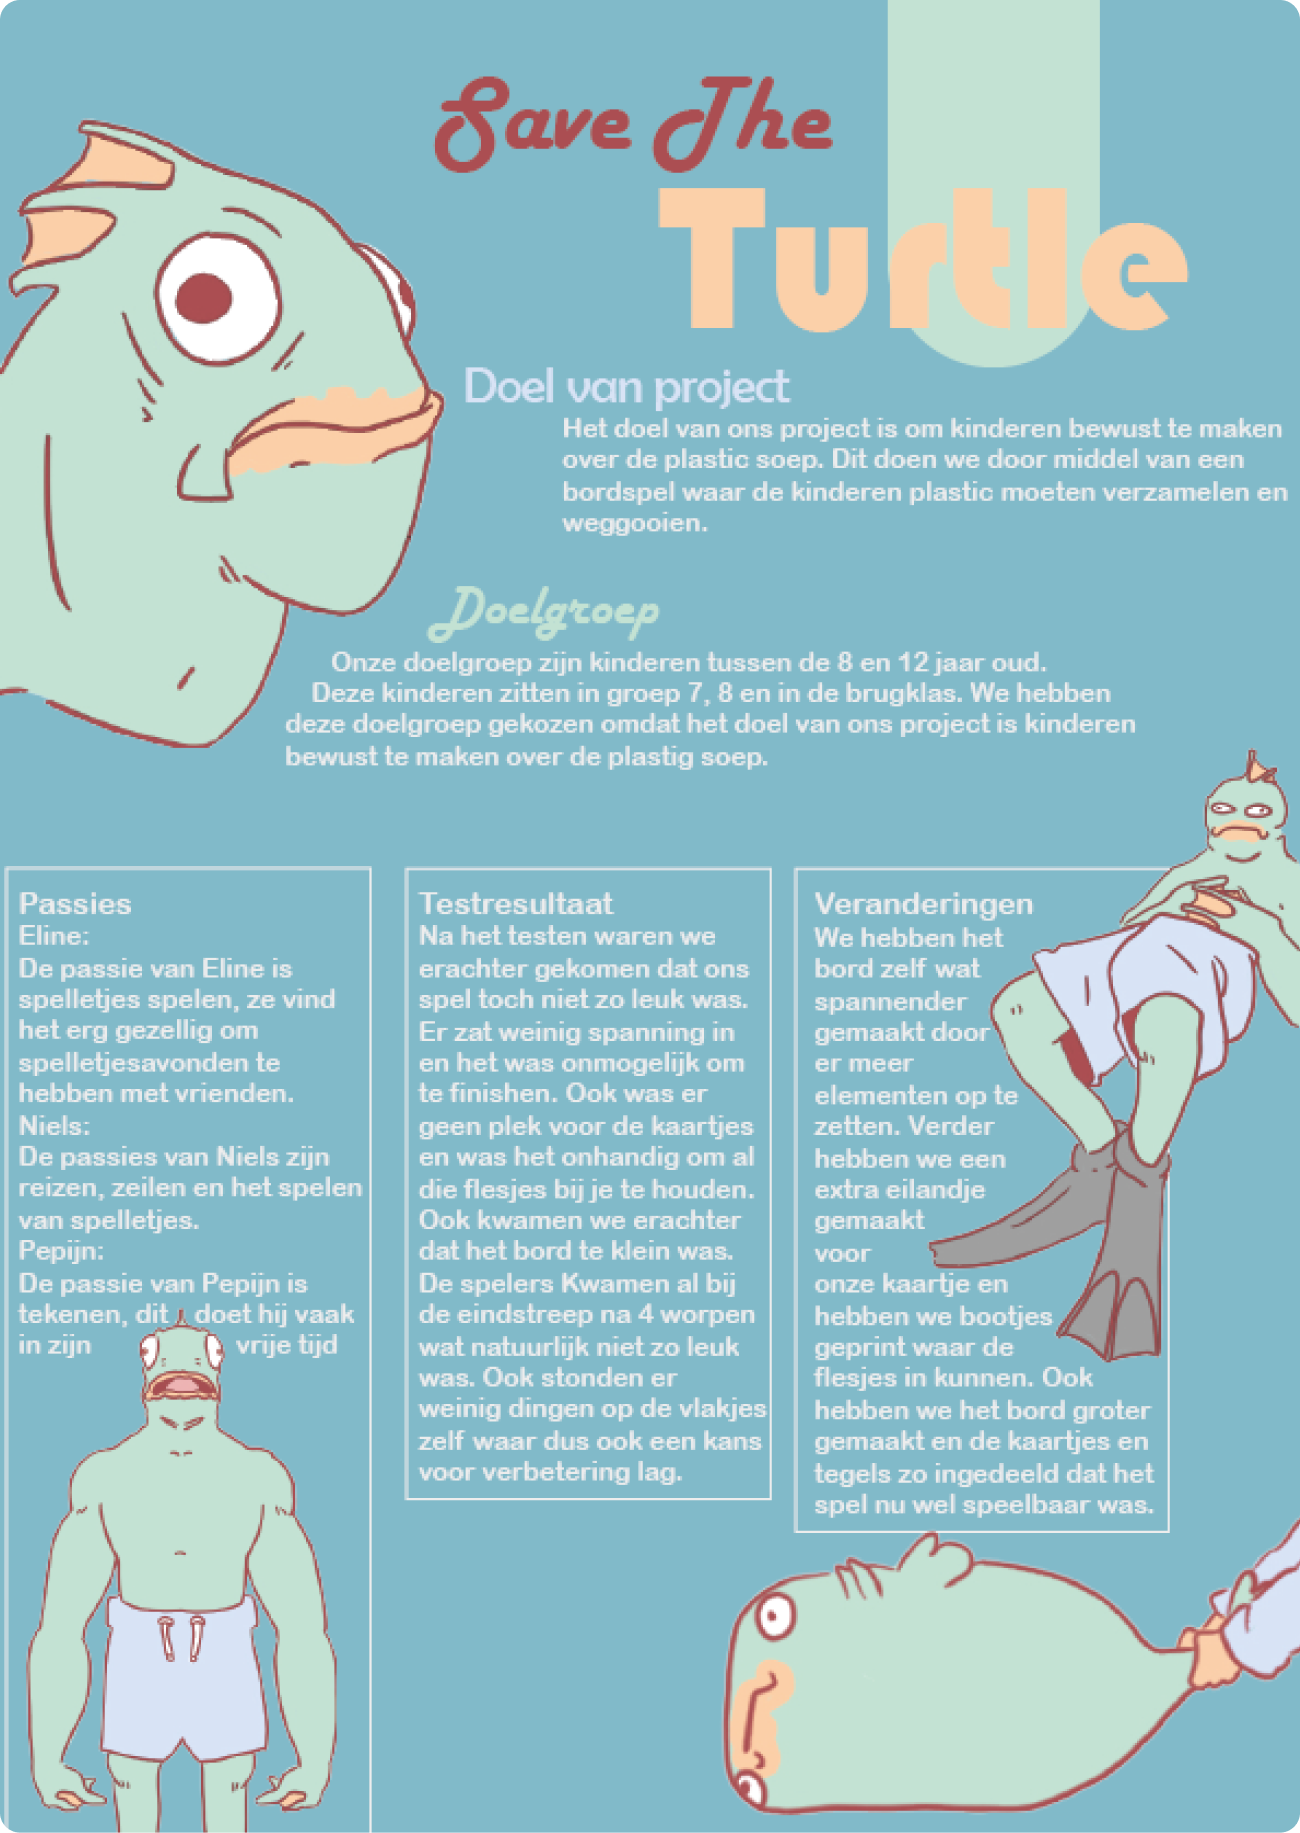 Save The
Turtle
Doel van project
Het doel van ons project is om kinderen bewust te maken
over de plastic soep. Dit doen we door middel van een
bordspel waar de kinderen plastic moeten verzamelen en
weggooien.
Doelgroep
Onze doelgroep zijn kinderen tussen de 8 en 12 jaar oud.
Deze kinderen zitten in groep 7, 8 en in de brugklas. We hebben
deze doelgroep gekozen omdat het doel van ons project is kinderen
bewust te maken over de plastig soep.
Passies
Eline:
De passie van Eline is
spelletjes spelen, ze vind
het erg gezellig om
spelletjesavonden te
hebben met vrienden.
Niels:
De passies van Niels zijn
reizen, zeilen en het spelen
van spelletjes.
Pepijn:
De passie van Pepijn is
tekenen, dit doet hij vaak
in zijn vrije tijd
Testresultaat
Na het testen waren we
erachter gekomen dat ons
spel toch niet zo leuk was.
Er zat weinig spanning in
en het was onmogelijk om
te finishen. Ook was er
geen plek voor de kaartjes
en was het onhandig om al
die flesjes bij je te houden.
Ook kwamen we erachter
dat het bord te klein was.
De spelers Kwamen al bij
de eindstreep na 4 worpen
wat natuurlijk niet zo leuk
was. Ook stonden er
weinig dingen op de vlakjes
zelf waar dus ook een kans
voor verbetering lag.
Veranderingen
We hebben het
bord zelf wat
spannender
gemaakt door
er meer
elementen op te
zetten. Verder
hebben we een
extra eilandje
gemaakt
voor
onze kaartje en
hebben we bootjes
geprint waar de
flesjes in kunnen. Ook
hebben we het bord groter
gemaakt en de kaartjes en
tegels zo ingedeeld dat het
spel nu wel speelbaar was.